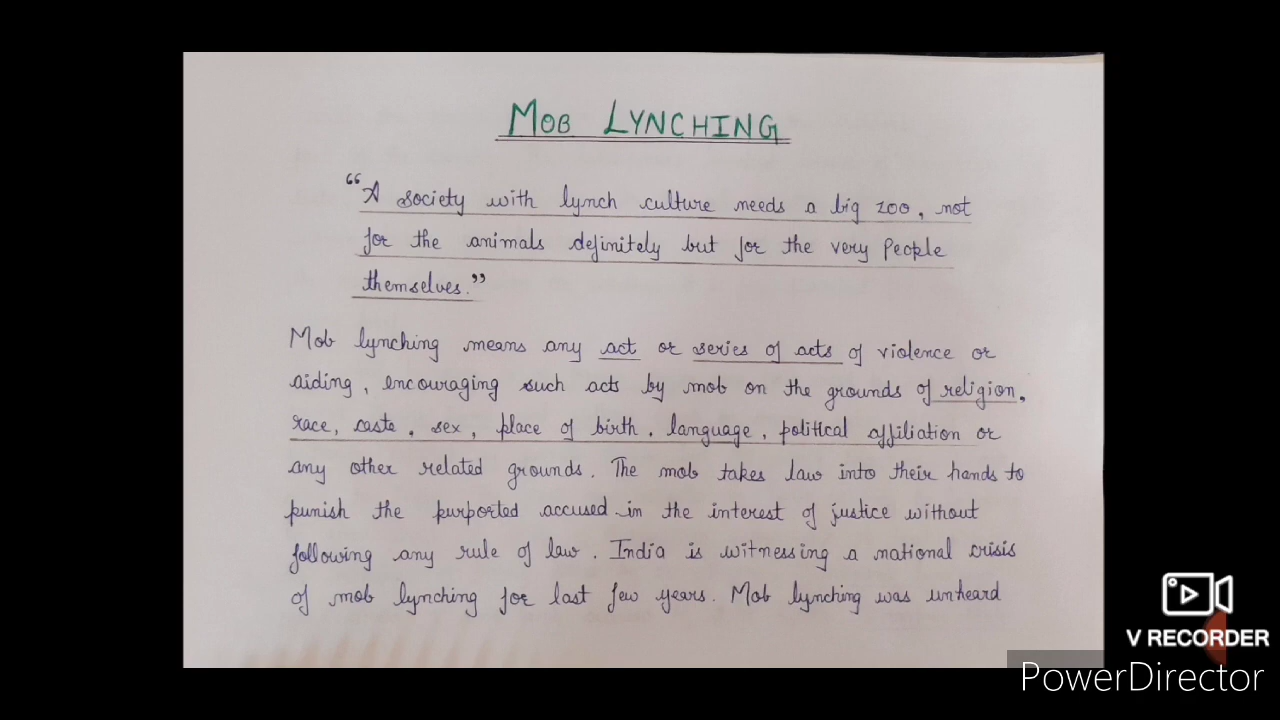 MOB LYNCHING
“A society with lynch culture needs a big zoo, not
for the animals definitely but for the very People
themselves.”
Mob lynching means any act or series of acts of violence or
aiding, encouraging such acts by mob on the grounds of religion,
race, caste, sex, place of birth, language, political affiliation or
any other related grounds. The mob takes law into their hands to
punish the purported accused in the interest of justice without
following any rule of law. India is witnessing a national crisis
of mob lynching for last few years. Mob lynching was unheard
V RECORDER
PowerDirector